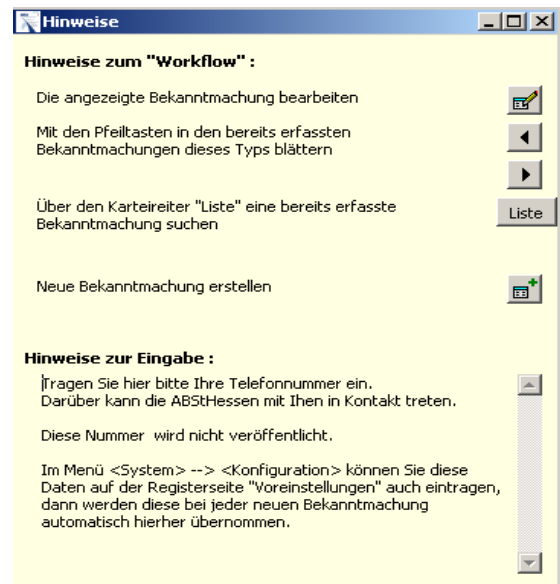 Hinweise
Hinweise zum "Workflow" :
Die angezeigte Bekanntmachung bearbeiten
Mit den Pfeiltasten in den bereits erfassten
Bekanntmachungen dieses Typs blättern
Über den Karteireiter "Liste" eine bereits erfasste
Bekanntmachung suchen
Liste
Neue Bekanntmachung erstellen
Hinweise zur Eingabe :
Tragen Sie hier bitte Ihre Telefonnummer ein.
Darüber kann die ABStHessen mit Ihen in Kontakt treten.
Diese Nummer wird nicht veröffentlicht.
Im Menü <System> --> <Konfiguration> können Sie diese
Daten auf der Registerseite "Voreinstellungen" auch eintragen,
dann werden diese bei jeder neuen Bekanntmachung
automatisch hierher übernommen.